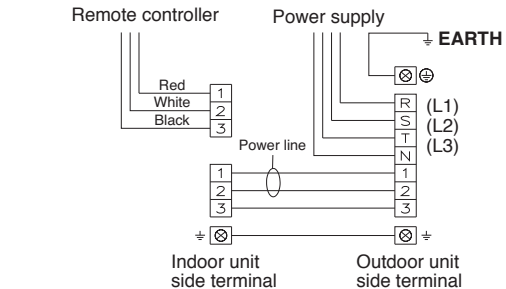 Remote controller
Power supply
EARTH
Red
White
Black
1
2
3
R (L1)
S (L2)
T (L3)
N
Power line
1 1
2 2
3 3
Indoor unit
side terminal
Outdoor unit
side terminal